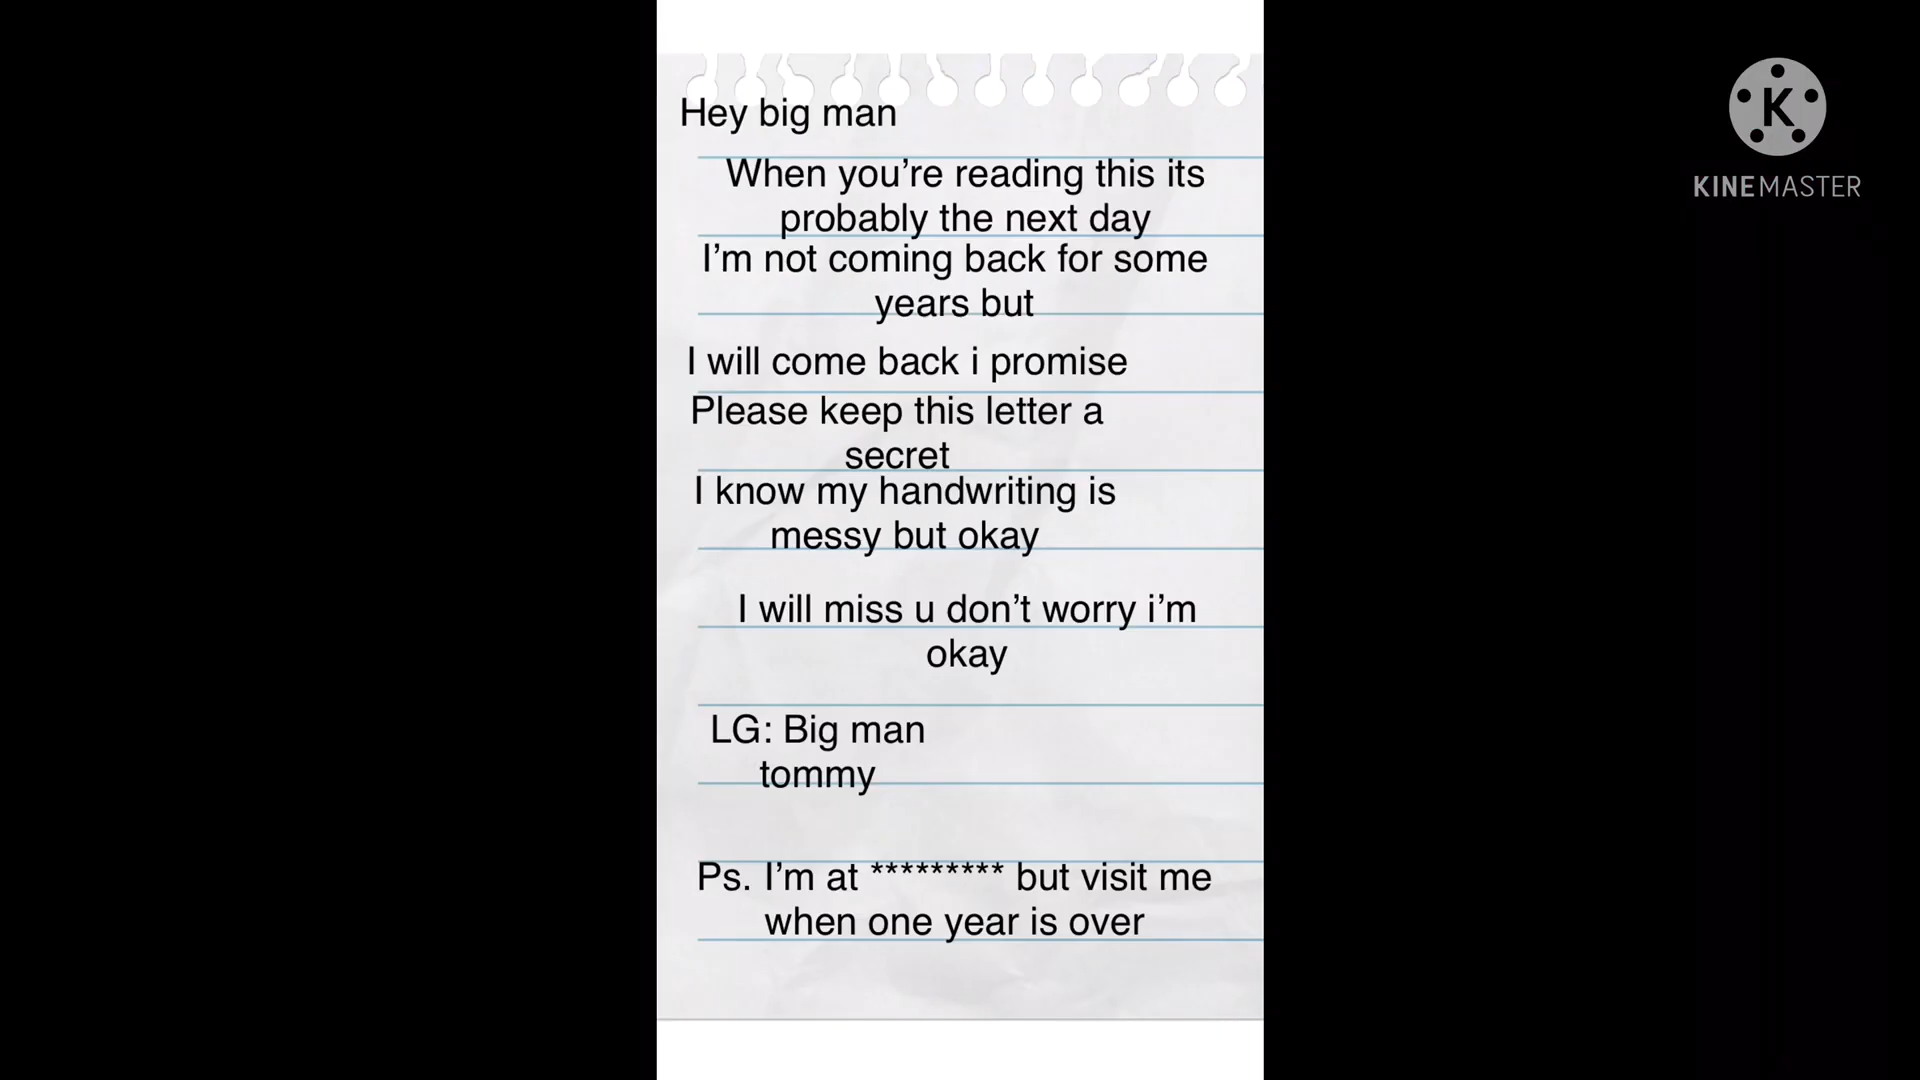 Hey big man
When you’re reading this its
probably the next day
I’m not coming back for some
years but
I will come back i promise
Please keep this letter a
secret
I know my handwriting is
messy but okay
I will miss u don’t worry i’m
okay
LG: Big man
tommy
Ps. I’m at ********* but visit me
when one year is over
K
KINEMASTER